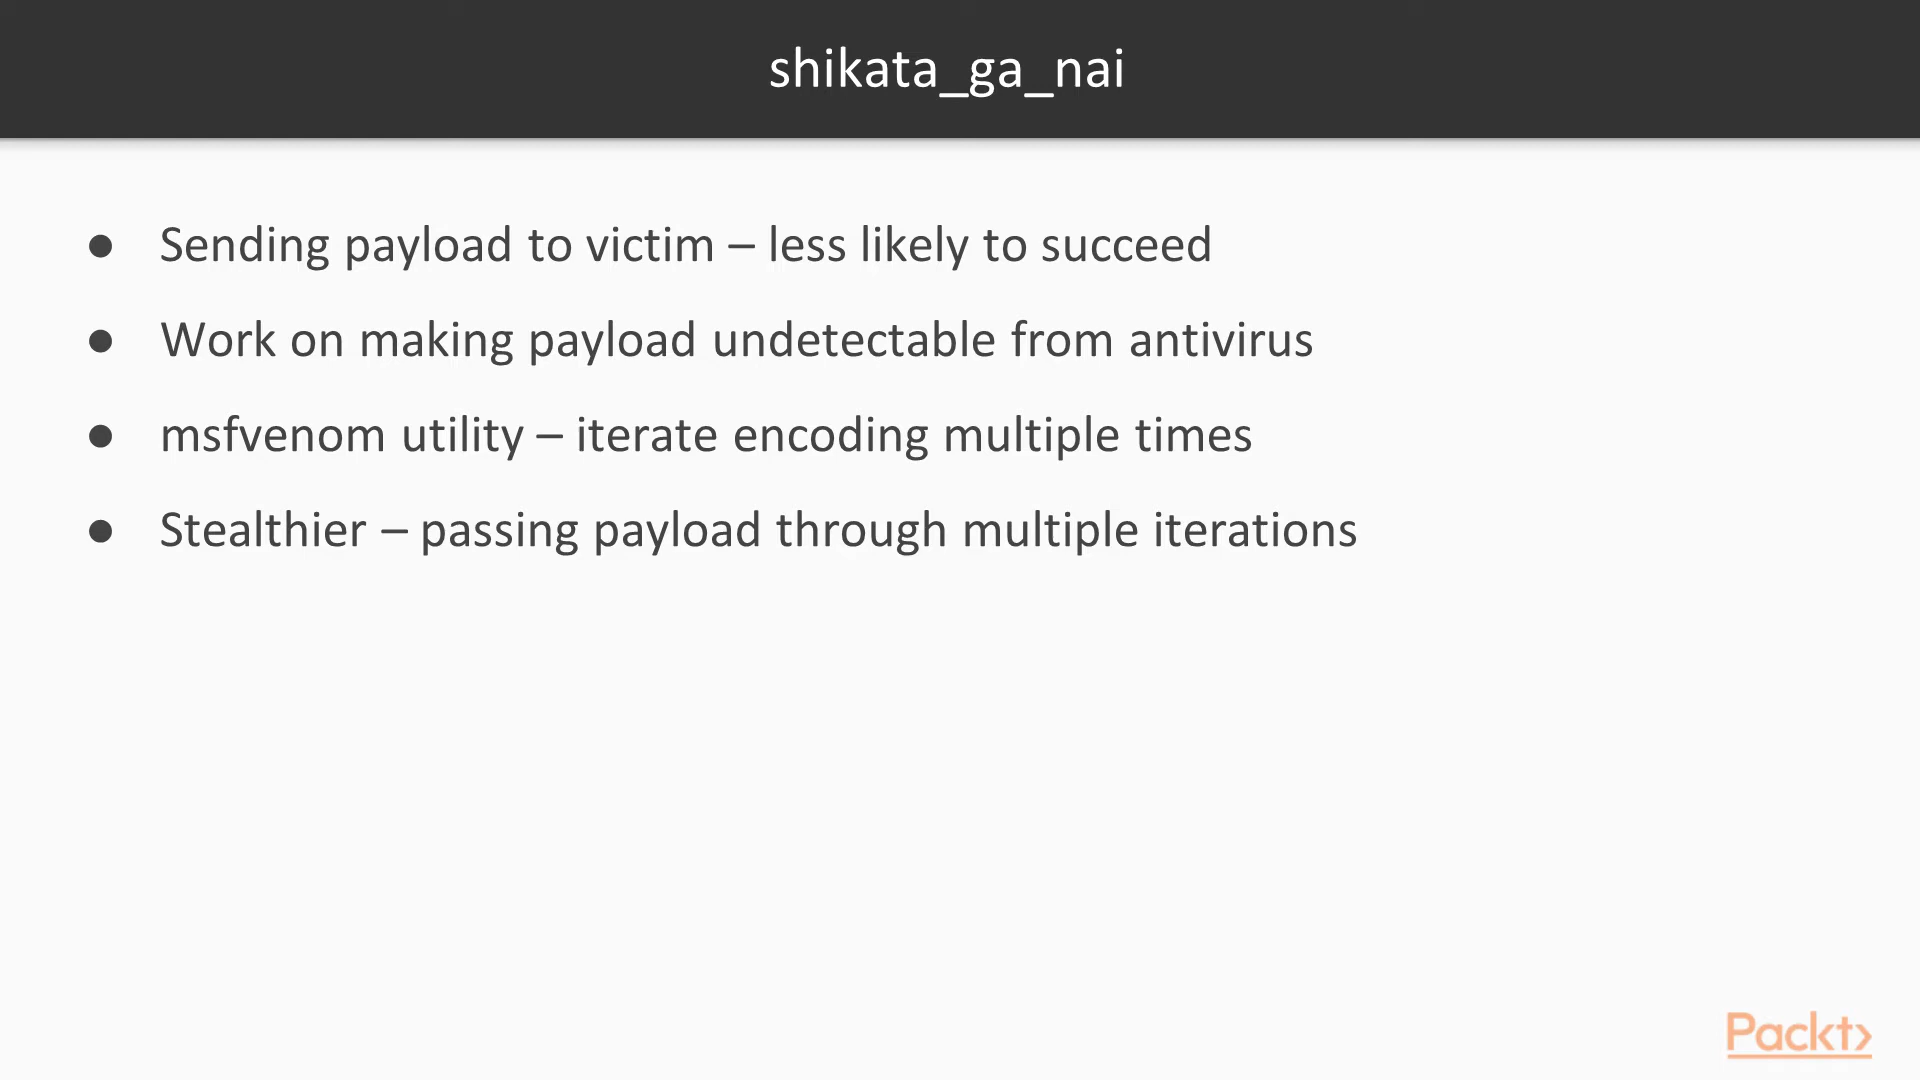 shikata_ga_nai
● Sending payload to victim – less likely to succeed
● Work on making payload undetectable from antivirus
● msfvenom utility – iterate encoding multiple times
● Stealthier – passing payload through multiple iterations
Packt>